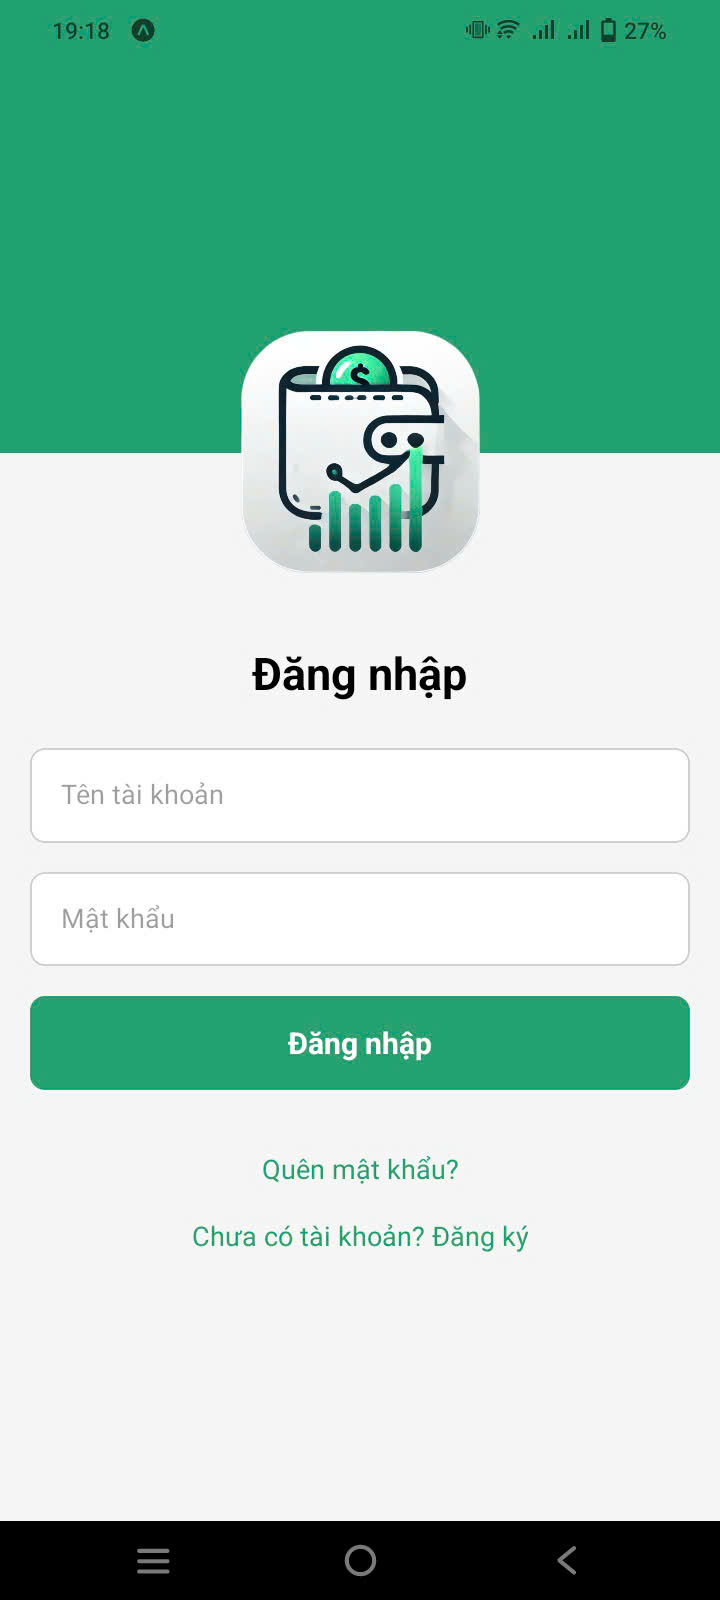 19:18
27%
$
Đăng nhập
Tên tài khoản
Mật khẩu
Đăng nhập
Quên mật khẩu?
Chưa có tài khoản? Đăng ký